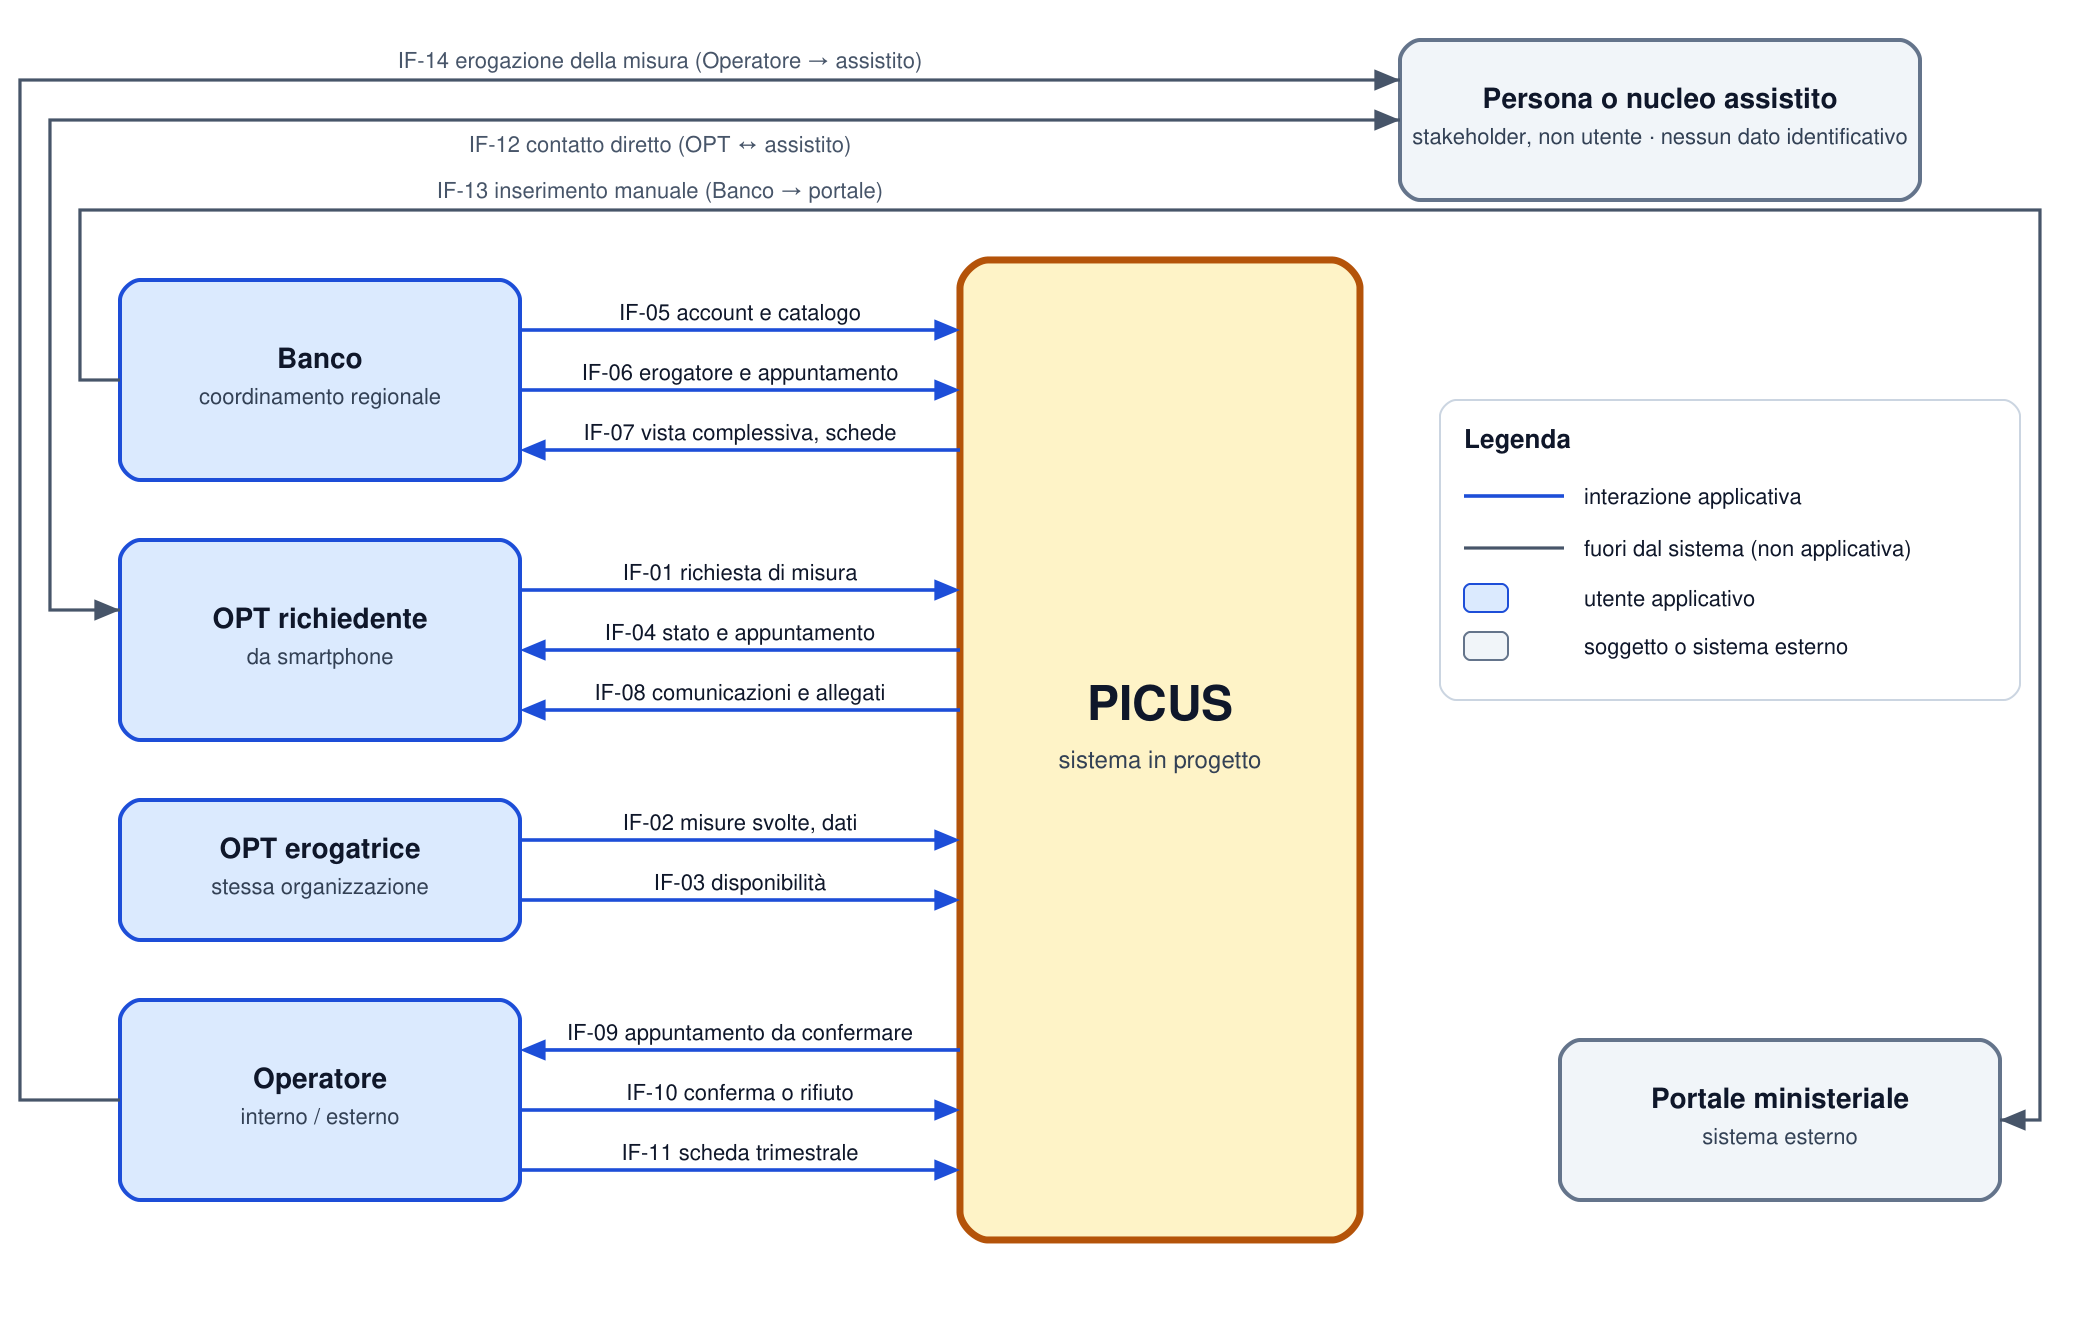 IF-14 erogazione della misura (Operatore → assistito)
Persona o nucleo assistito
stakeholder, non utente · nessun dato identificativo
IF-12 contatto diretto (OPT ↔ assistito)
IF-13 inserimento manuale (Banco → portale)
Banco
coordinamento regionale
IF-05 account e catalogo
IF-06 erogatore e appuntamento
IF-07 vista complessiva, schede
OPT richiedente
da smartphone
IF-01 richiesta di misura
IF-04 stato e appuntamento
IF-08 comunicazioni e allegati
OPT erogatrice
stessa organizzazione
IF-02 misure svolte, dati
IF-03 disponibilità
Operatore
interno / esterno
IF-09 appuntamento da confermare
IF-10 conferma o rifiuto
IF-11 scheda trimestrale
PICUS
sistema in progetto
Legenda
interazione applicativa
fuori dal sistema (non applicativa)
utente applicativo
soggetto o sistema esterno
Portale ministeriale
sistema esterno